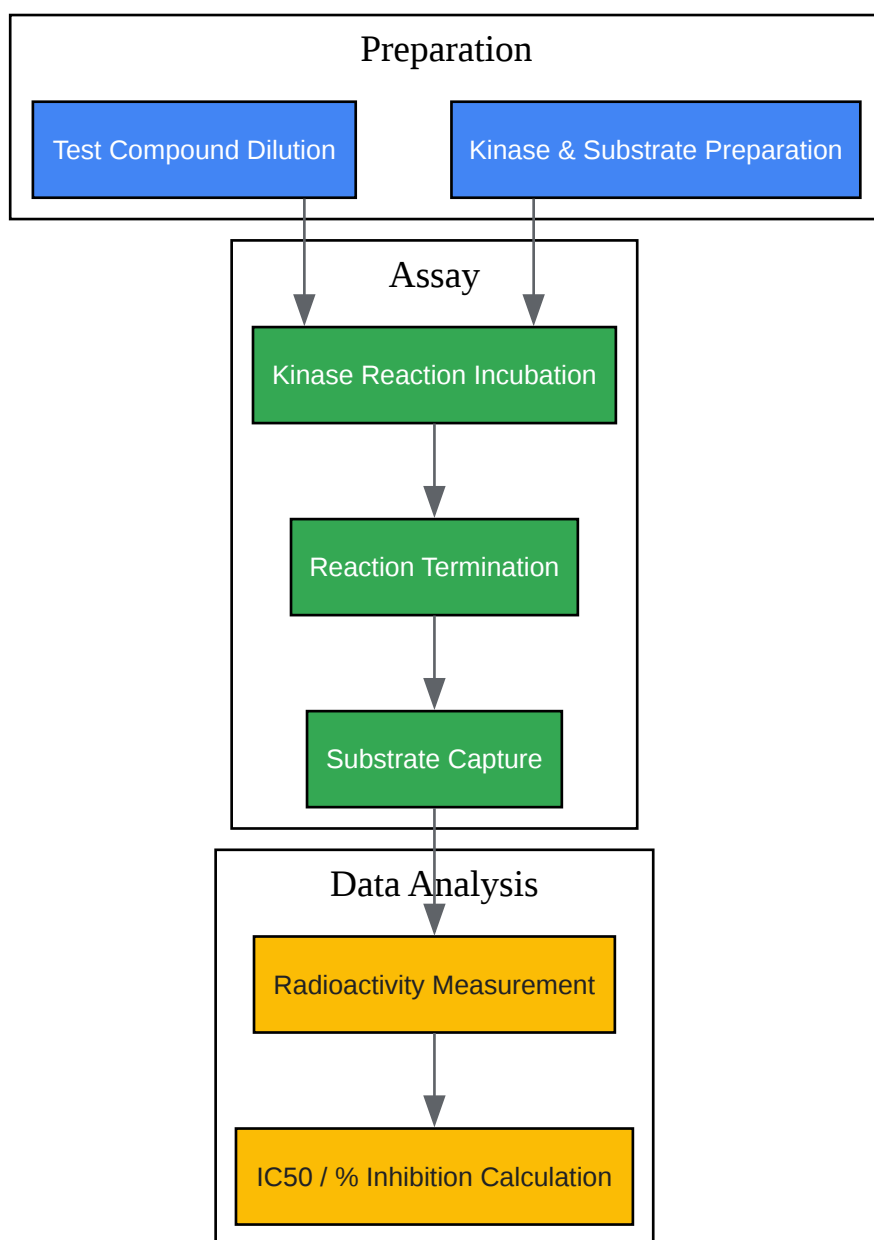 Preparation
Test Compound Dilution
Kinase & Substrate Preparation
Assay
Kinase Reaction Incubation
Reaction Termination
Substrate Capture
Data Analysis
Radioactivity Measurement
IC50 / % Inhibition Calculation